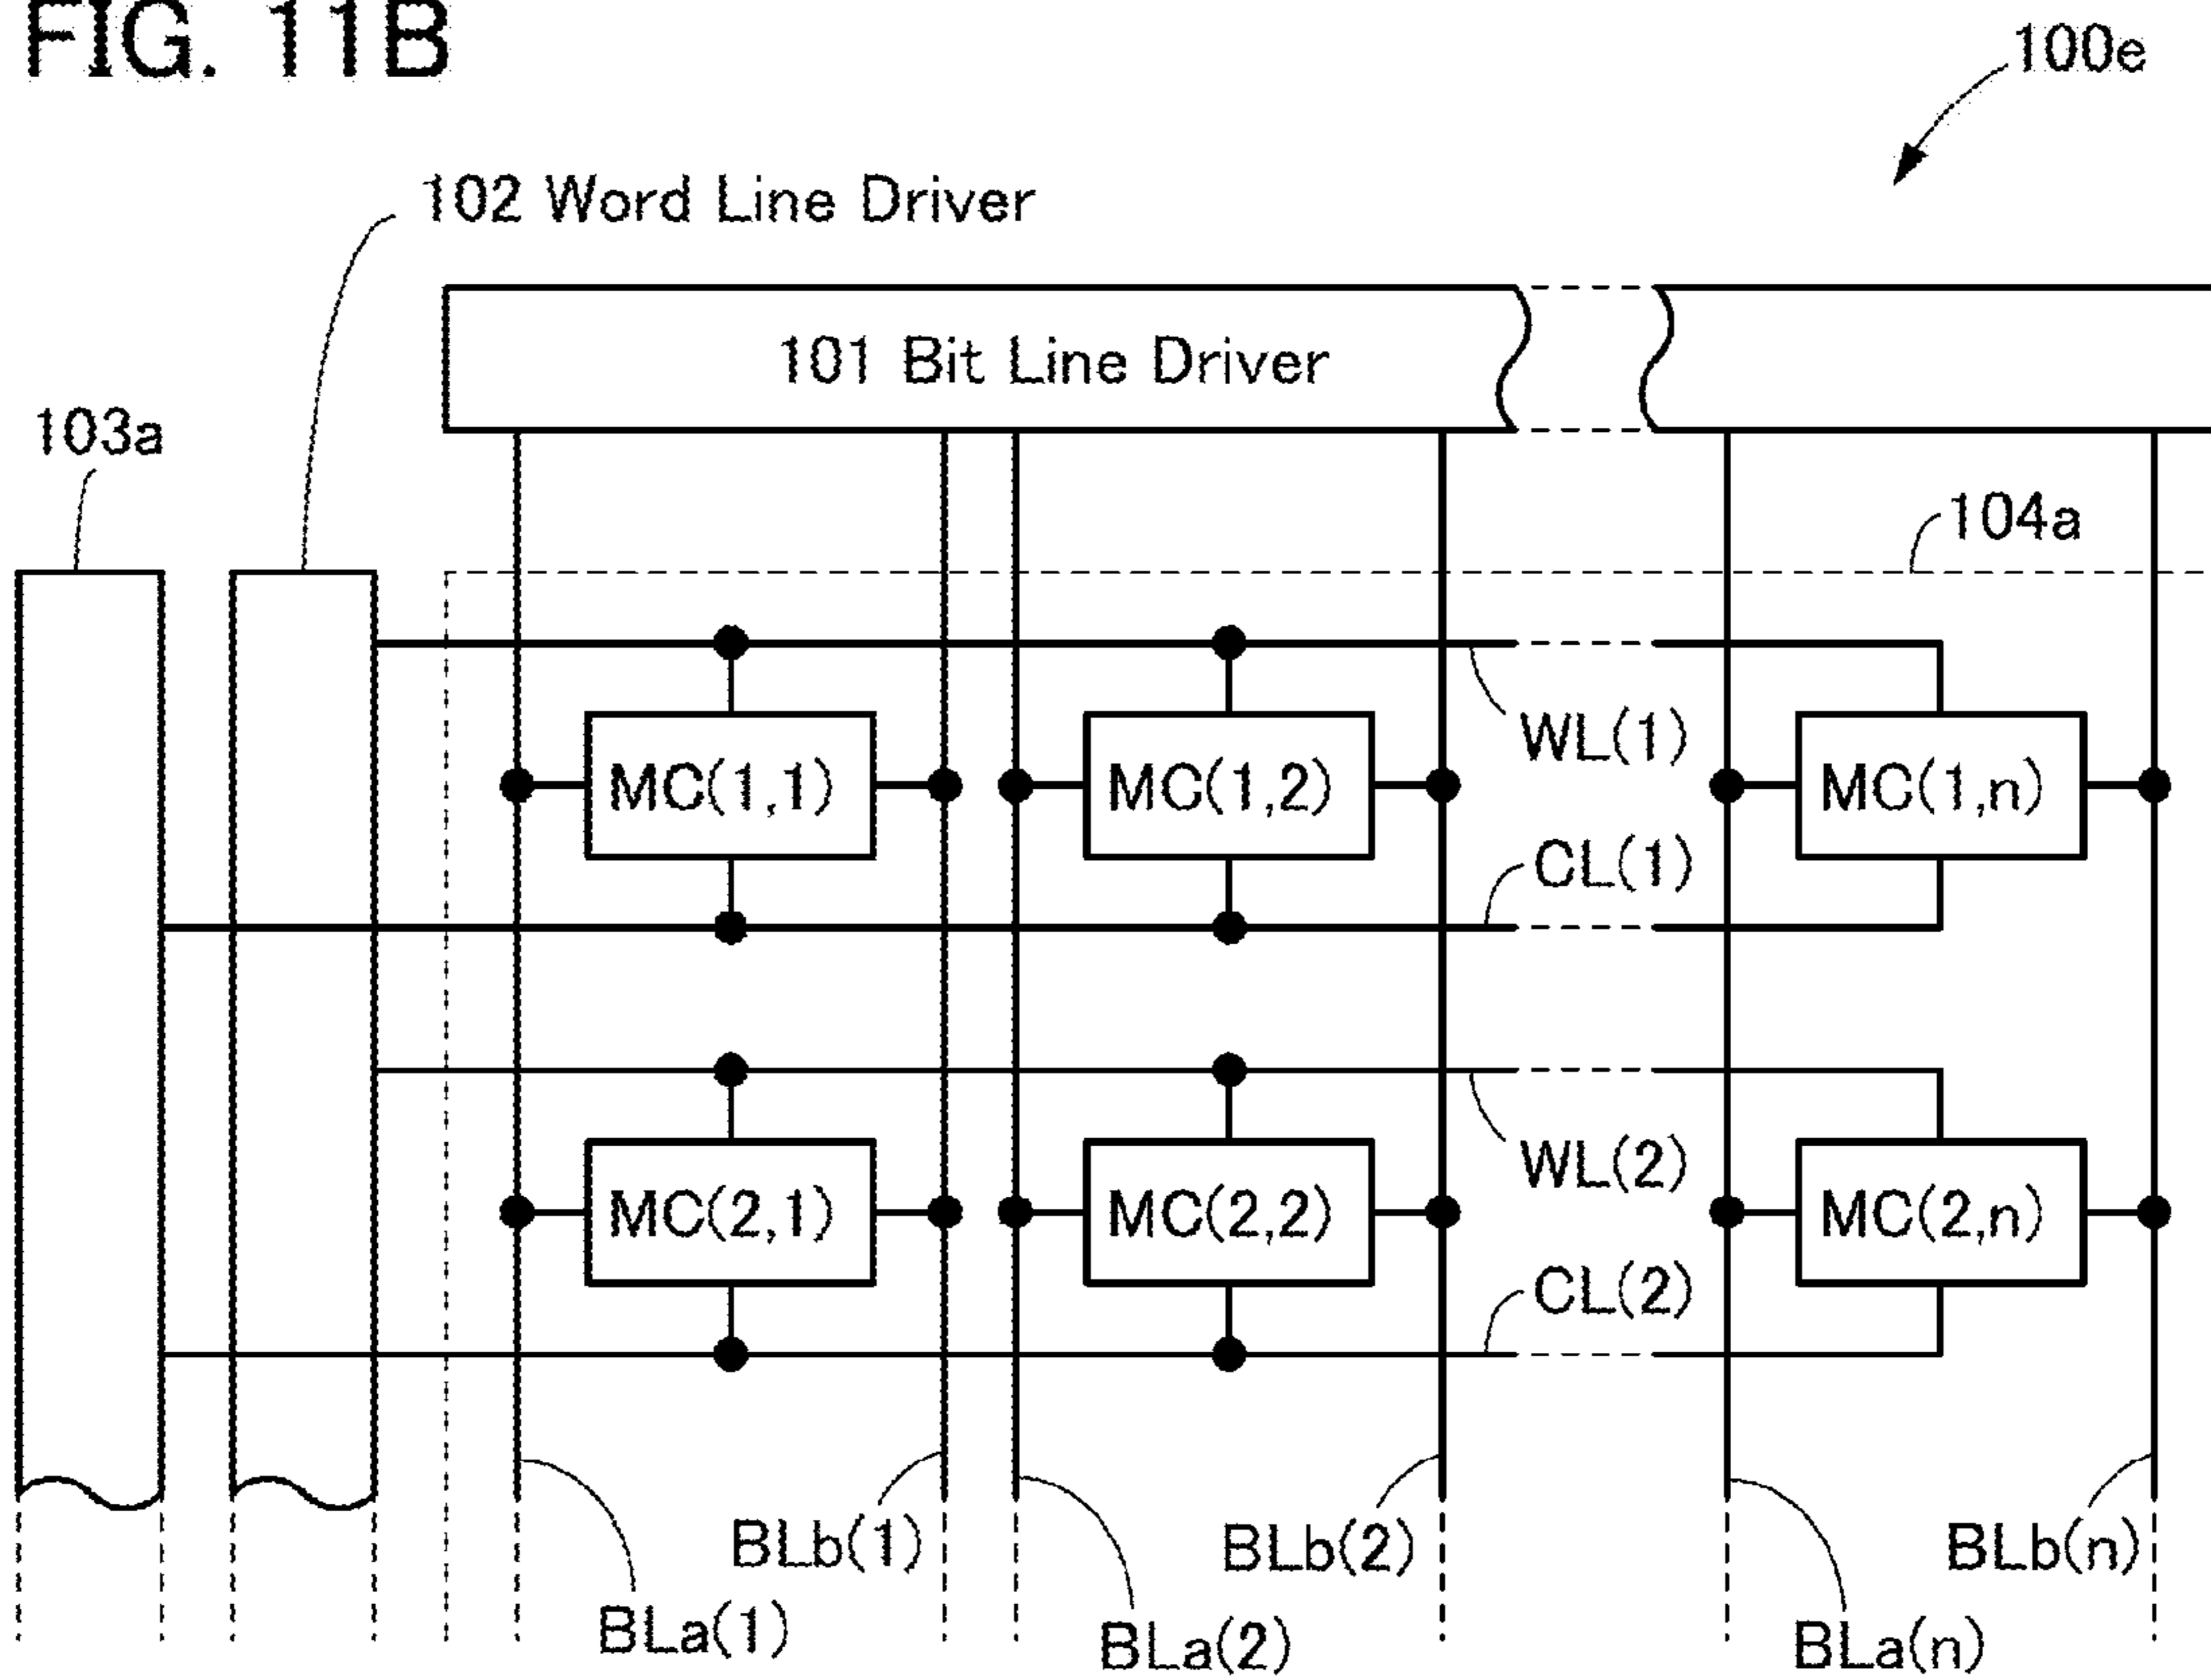 FIG. 11B
100e
102 Word Line Driver
101 Bit Line Driver
103a
104a
WL(1)
MC(1,1)
MC(1,2)
MC(1,n)
CL(1)
WL(2)
MC(2,1)
MC(2,2)
MC(2,n)
CL(2)
BLb(1)
BLb(2)
BLb(n)
BLa(1)
BLa(2)
BLa(n)